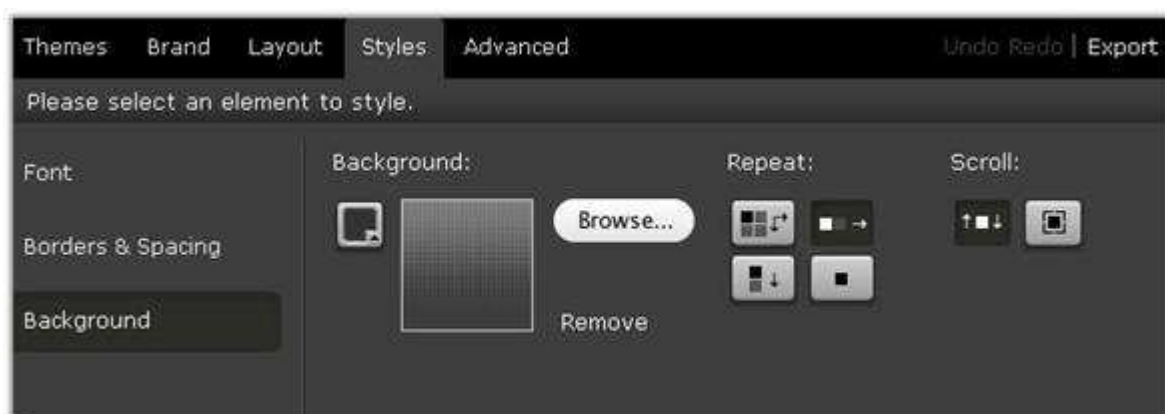 Themes Brand Layout Styles Advanced Undo Redo | Export
Please select an element to style.
Font
Borders & Spacing
Background
Background:
Browse...
Remove
Repeat:
Scroll: